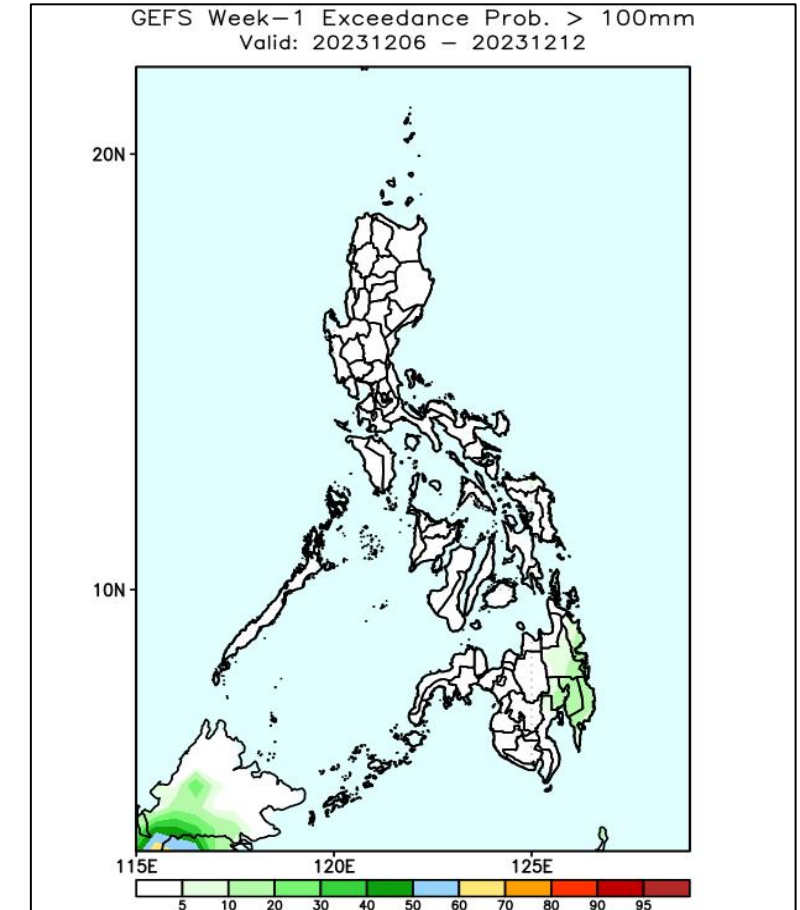 GEFS Week-1 Exceedance Prob. > 100mm
Valid: 20231206 - 20231212
20N
10N
115E 120E 125E
5 10 20 30 40 50 60 70 80 90 95